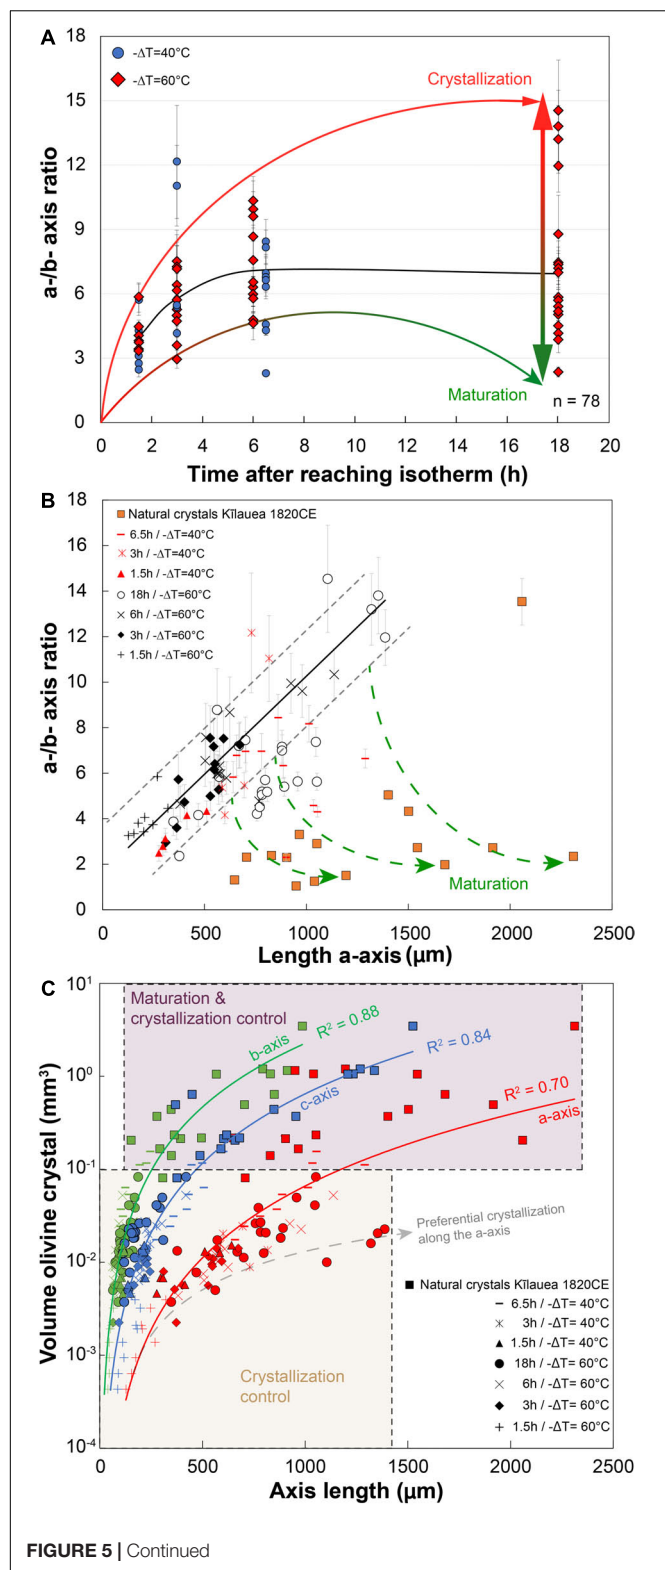 A
18
15
12
9
6
3
0
a-/b- axis ratio
-ΔT=40°C
-ΔT=60°C
Crystallization
Maturation
n = 78
0 2 4 6 8 10 12 14 16 18 20
Time after reaching isotherm (h)
B
18
16
14
12
10
8
6
4
2
0
a-/b- axis ratio
Natural crystals Kīlauea 1820CE
6.5h / -ΔT=40°C
3h / -ΔT=40°C
1.5h / -ΔT=40°C
18h / -ΔT=60°C
6h / -ΔT=60°C
3h / -ΔT=60°C
1.5h / -ΔT=60°C
Maturation
0 500 1000 1500 2000 2500
Length a-axis (μm)
C
10¹
10⁰
10⁻¹
10⁻²
10⁻³
10⁻⁴
Volume olivine crystal (mm³)
Maturation &
crystallization control
b-axis
R² = 0.88
c-axis
R² = 0.84
a-axis
R² = 0.70
Preferential crystallization
along the a-axis
Crystallization
control
Natural crystals Kīlauea 1820CE
6.5h / -ΔT= 40°C
3h / -ΔT= 40°C
1.5h / -ΔT= 40°C
18h / -ΔT= 60°C
6h / -ΔT= 60°C
3h / -ΔT= 60°C
1.5h / -ΔT= 60°C
0 500 1000 1500 2000 2500
Axis length (μm)
FIGURE 5 | Continued